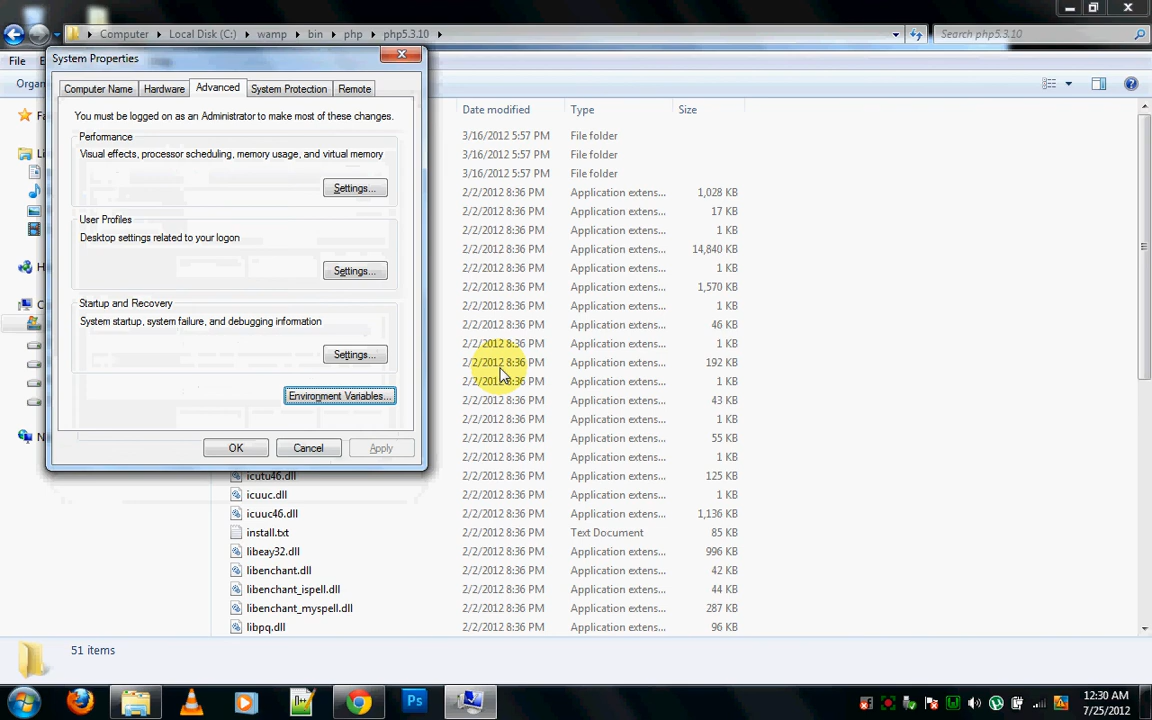 Computer ▸ Local Disk (C:) ▸ wamp ▸ bin ▸ php ▸ php5.3.10 ▸
Search php5.3.10
System Properties
File
Organ
Computer Name Hardware Advanced System Protection Remote
You must be logged on as an Administrator to make most of these changes.
Performance
Visual effects, processor scheduling, memory usage, and virtual memory
Settings...
User Profiles
Desktop settings related to your logon
Settings...
Startup and Recovery
System startup, system failure, and debugging information
Settings...
Environment Variables...
OK Cancel Apply
Date modified Type Size
3/16/2012 5:57 PM File folder
3/16/2012 5:57 PM File folder
3/16/2012 5:57 PM File folder
2/2/2012 8:36 PM Application extens... 1,028 KB
2/2/2012 8:36 PM Application extens... 17 KB
2/2/2012 8:36 PM Application extens... 1 KB
2/2/2012 8:36 PM Application extens... 14,840 KB
2/2/2012 8:36 PM Application extens... 1 KB
2/2/2012 8:36 PM Application extens... 1,570 KB
2/2/2012 8:36 PM Application extens... 1 KB
2/2/2012 8:36 PM Application extens... 46 KB
2/2/2012 8:36 PM Application extens... 1 KB
2/2/2012 8:36 PM Application extens... 192 KB
2/2/2012 8:36 PM Application extens... 1 KB
2/2/2012 8:36 PM Application extens... 43 KB
2/2/2012 8:36 PM Application extens... 1 KB
2/2/2012 8:36 PM Application extens... 55 KB
2/2/2012 8:36 PM Application extens... 1 KB
icutu46.dll 2/2/2012 8:36 PM Application extens... 125 KB
icuuc.dll 2/2/2012 8:36 PM Application extens... 1 KB
icuuc46.dll 2/2/2012 8:36 PM Application extens... 1,136 KB
install.txt 2/2/2012 8:36 PM Text Document 85 KB
libeay32.dll 2/2/2012 8:36 PM Application extens... 996 KB
libenchant.dll 2/2/2012 8:36 PM Application extens... 42 KB
libenchant_ispell.dll 2/2/2012 8:36 PM Application extens... 44 KB
libenchant_myspell.dll 2/2/2012 8:36 PM Application extens... 287 KB
libpq.dll 2/2/2012 8:36 PM Application extens... 96 KB
51 items
Ps
12:30 AM
7/25/2012